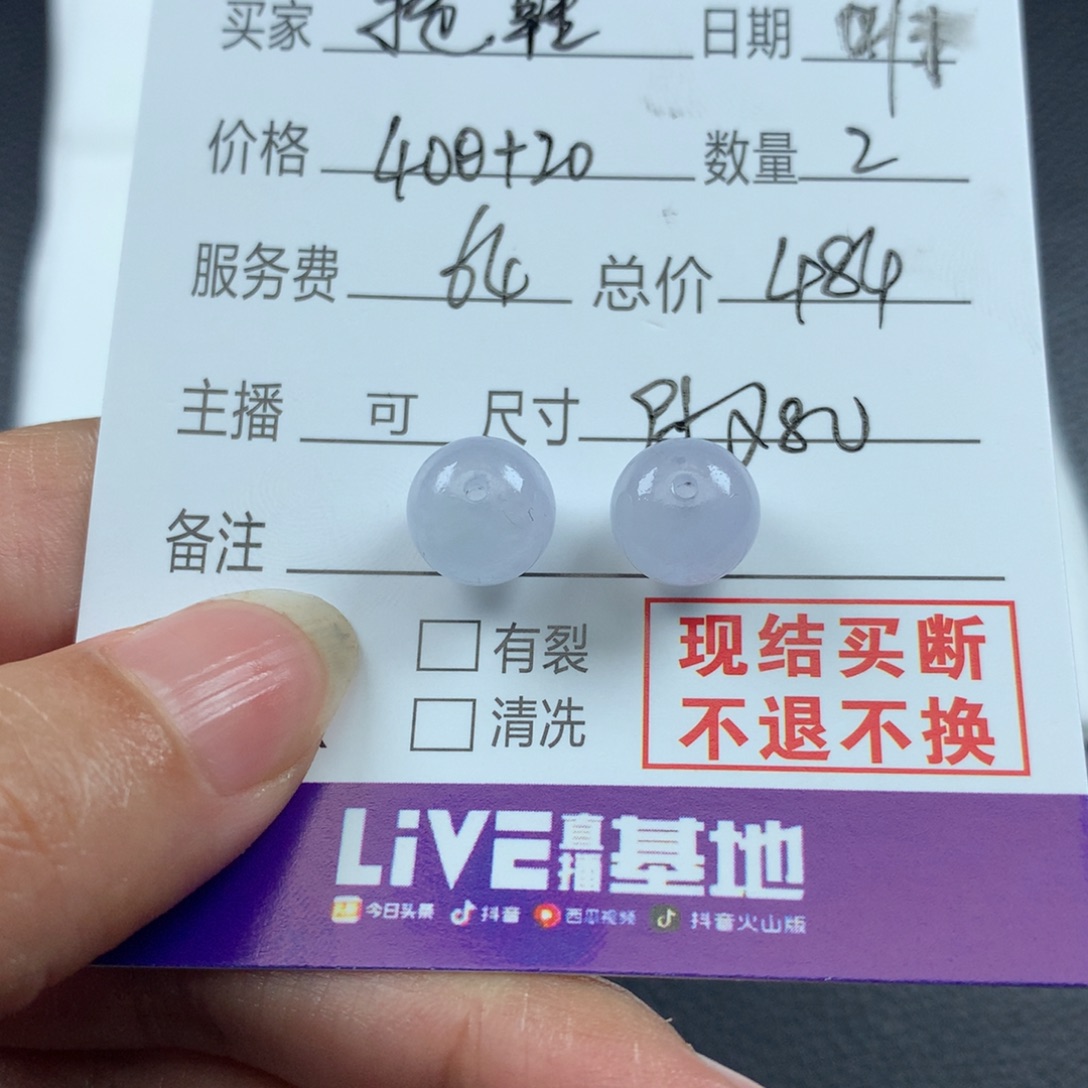 买家 日期
价格 400+20 数量 2
服务费 64 总价 484
主播 可 尺寸
备注
有裂
清洗
现结买断
不退不换
LiVE直播基地
今日头条 抖音 西瓜视频 抖音火山版